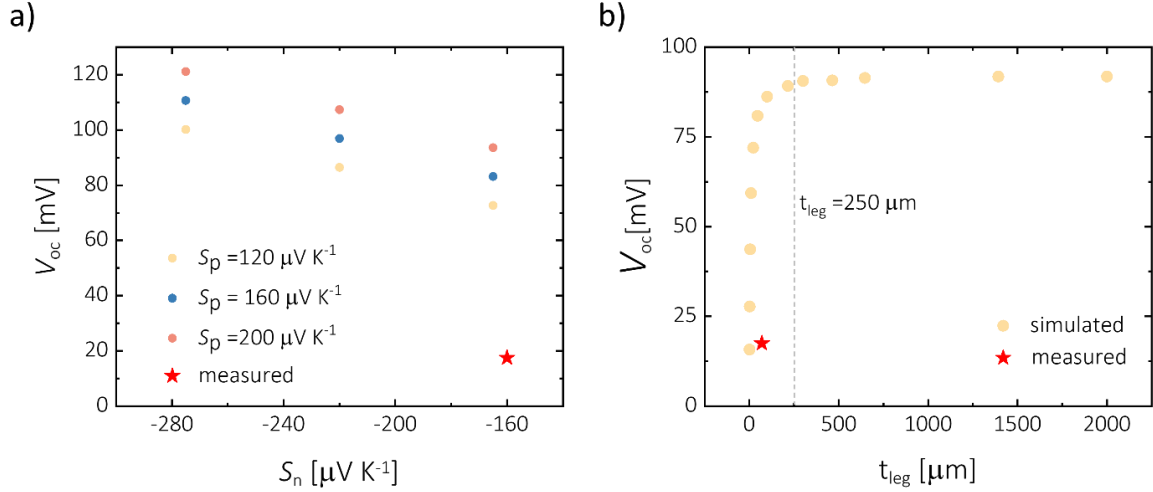 a)
120
100
80
60
40
20
0
V_oc [mV]
S_p =120 μV K^-1
S_p = 160 μV K^-1
S_p =200 μV K^-1
measured
-280
-240
-200
-160
S_n [μV K^-1]
b)
100
75
50
25
0
V_oc[mV]
t_leg =250 μm
simulated
measured
0
500
1000
1500
2000
t_leg [μm]